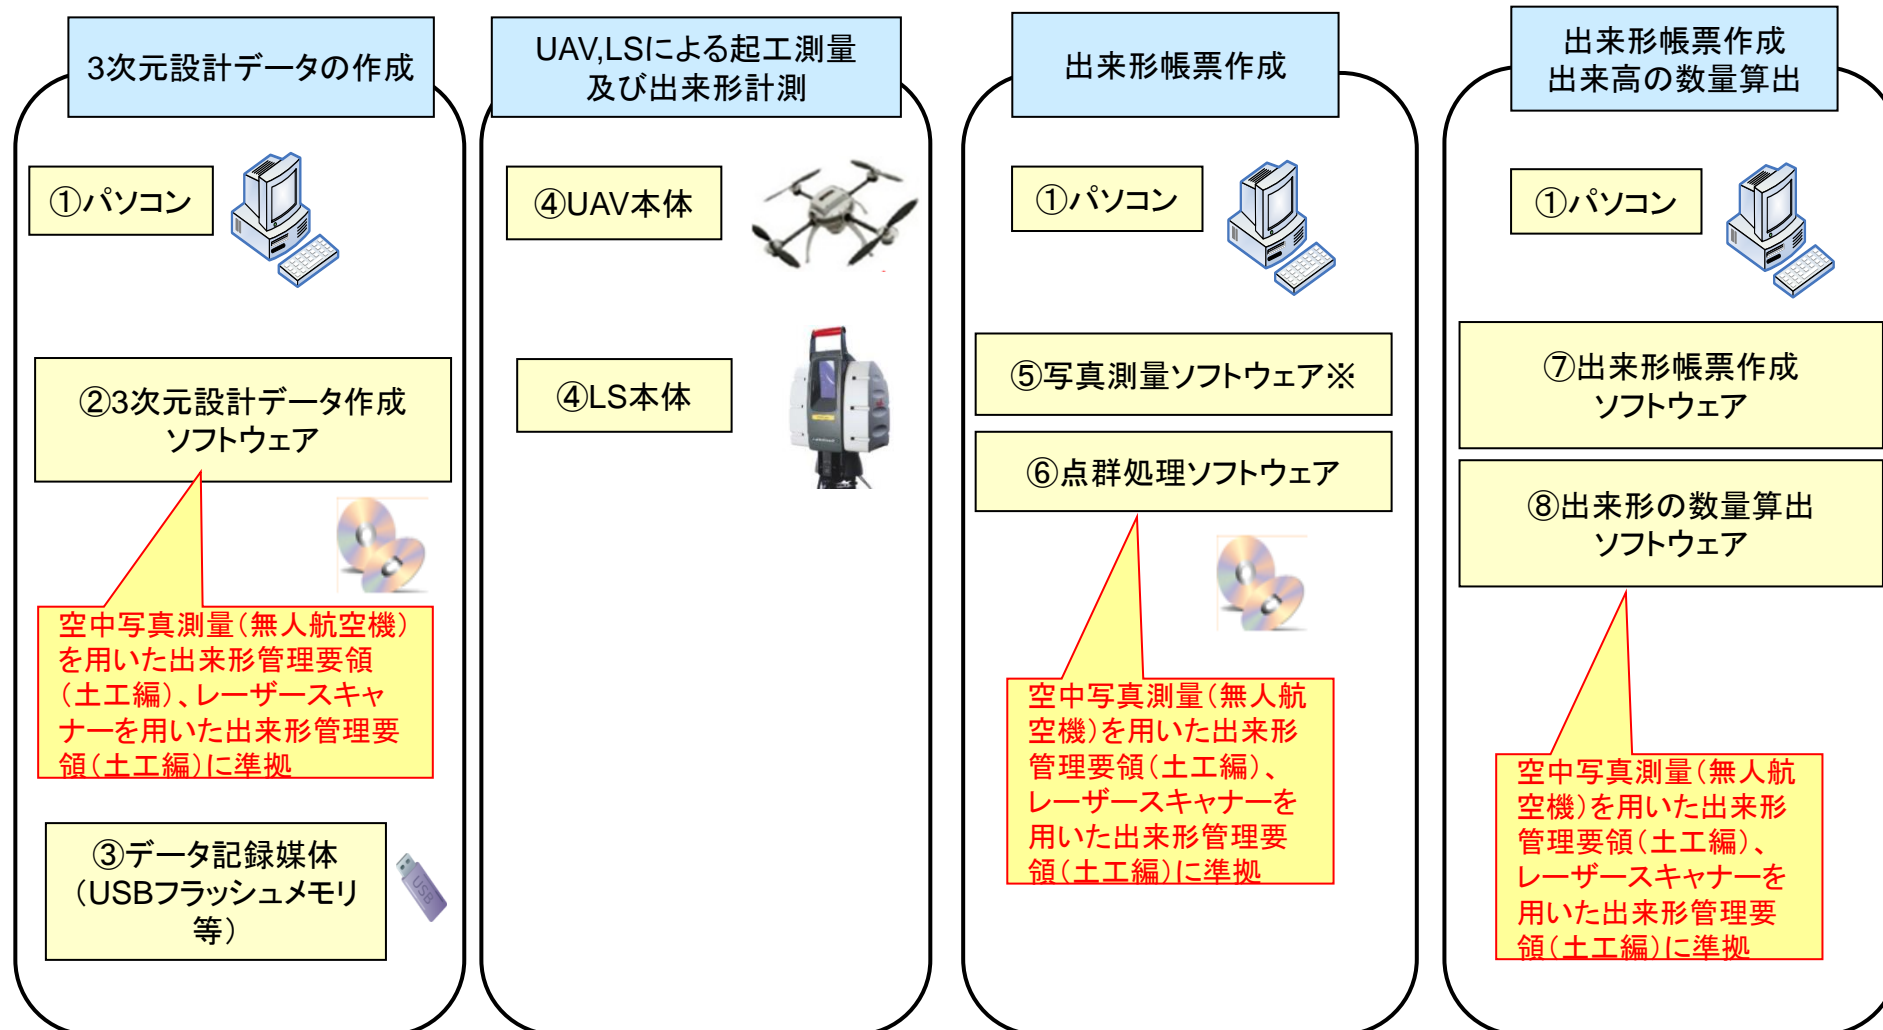 3次元設計データの作成
①パソコン
②3次元設計データ作成
ソフトウェア
空中写真測量(無人航空機)
を用いた出来形管理要領
(土工編)、レーザースキャ
ナーを用いた出来形管理要
領(土工編)に準拠
③データ記録媒体
(USBフラッシュメモリ
等)
USB
UAV,LSによる起工測量
及び出来形計測
④UAV本体
④LS本体
出来形帳票作成
①パソコン
⑤写真測量ソフトウェア※
⑥点群処理ソフトウェア
空中写真測量(無人航
空機)を用いた出来形
管理要領(土工編)、
レーザースキャナーを
用いた出来形管理要
領(土工編)に準拠
出来形帳票作成
出来高の数量算出
①パソコン
⑦出来形帳票作成
ソフトウェア
⑧出来形の数量算出
ソフトウェア
空中写真測量(無人航
空機)を用いた出来形
管理要領(土工編)、
レーザースキャナーを
用いた出来形管理要
領(土工編)に準拠